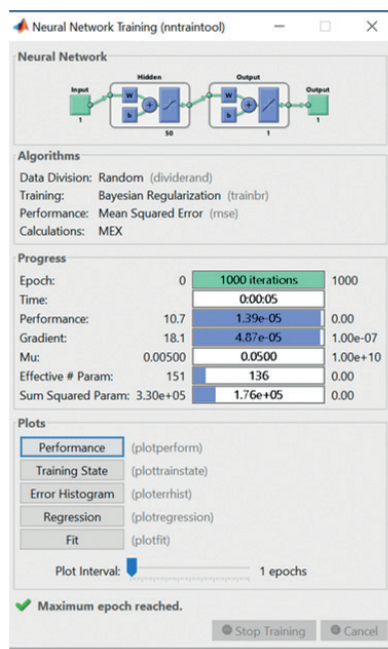 Neural Network Training (nntraintool)
Neural Network
Hidden Output
Input Output
W W
b b
1 50 1 1
Algorithms
Data Division: Random (dividerand)
Training: Bayesian Regularization (trainbr)
Performance: Mean Squared Error (mse)
Calculations: MEX
Progress
Epoch: 0 1000 iterations 1000
Time: 0:00:05
Performance: 10.7 1.39e-05 0.00
Gradient: 18.1 4.87e-05 1.00e-07
Mu: 0.00500 0.0500 1.00e+10
Effective # Param: 151 136 0.00
Sum Squared Param: 3.30e+05 1.76e+05 0.00
Plots
Performance (plotperform)
Training State (plottrainstate)
Error Histogram (ploterrhist)
Regression (plotregression)
Fit (plotfit)
Plot Interval: 1 epochs
Maximum epoch reached.
Stop Training Cancel